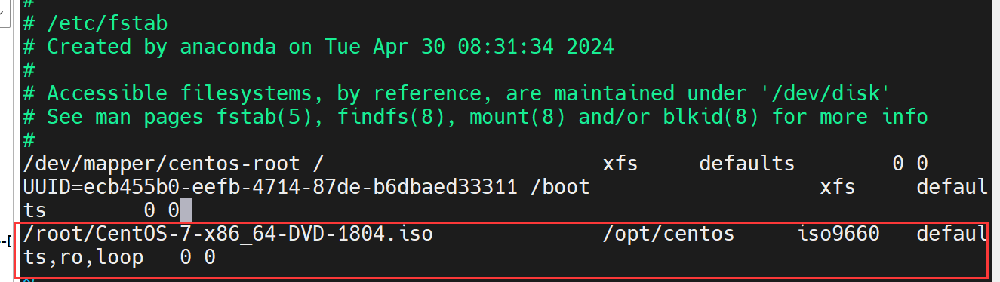 #
# /etc/fstab
# Created by anaconda on Tue Apr 30 08:31:34 2024
#
# Accessible filesystems, by reference, are maintained under '/dev/disk'
# See man pages fstab(5), findfs(8), mount(8) and/or blkid(8) for more info
#
/dev/mapper/centos-root /                       xfs     defaults        0 0
UUID=ecb455b0-eefb-4714-87de-b6dbaed33311 /boot                   xfs     defaul
ts        0 0
/root/CentOS-7-x86_64-DVD-1804.iso              /opt/centos     iso9660   defaul
ts,ro,loop   0 0